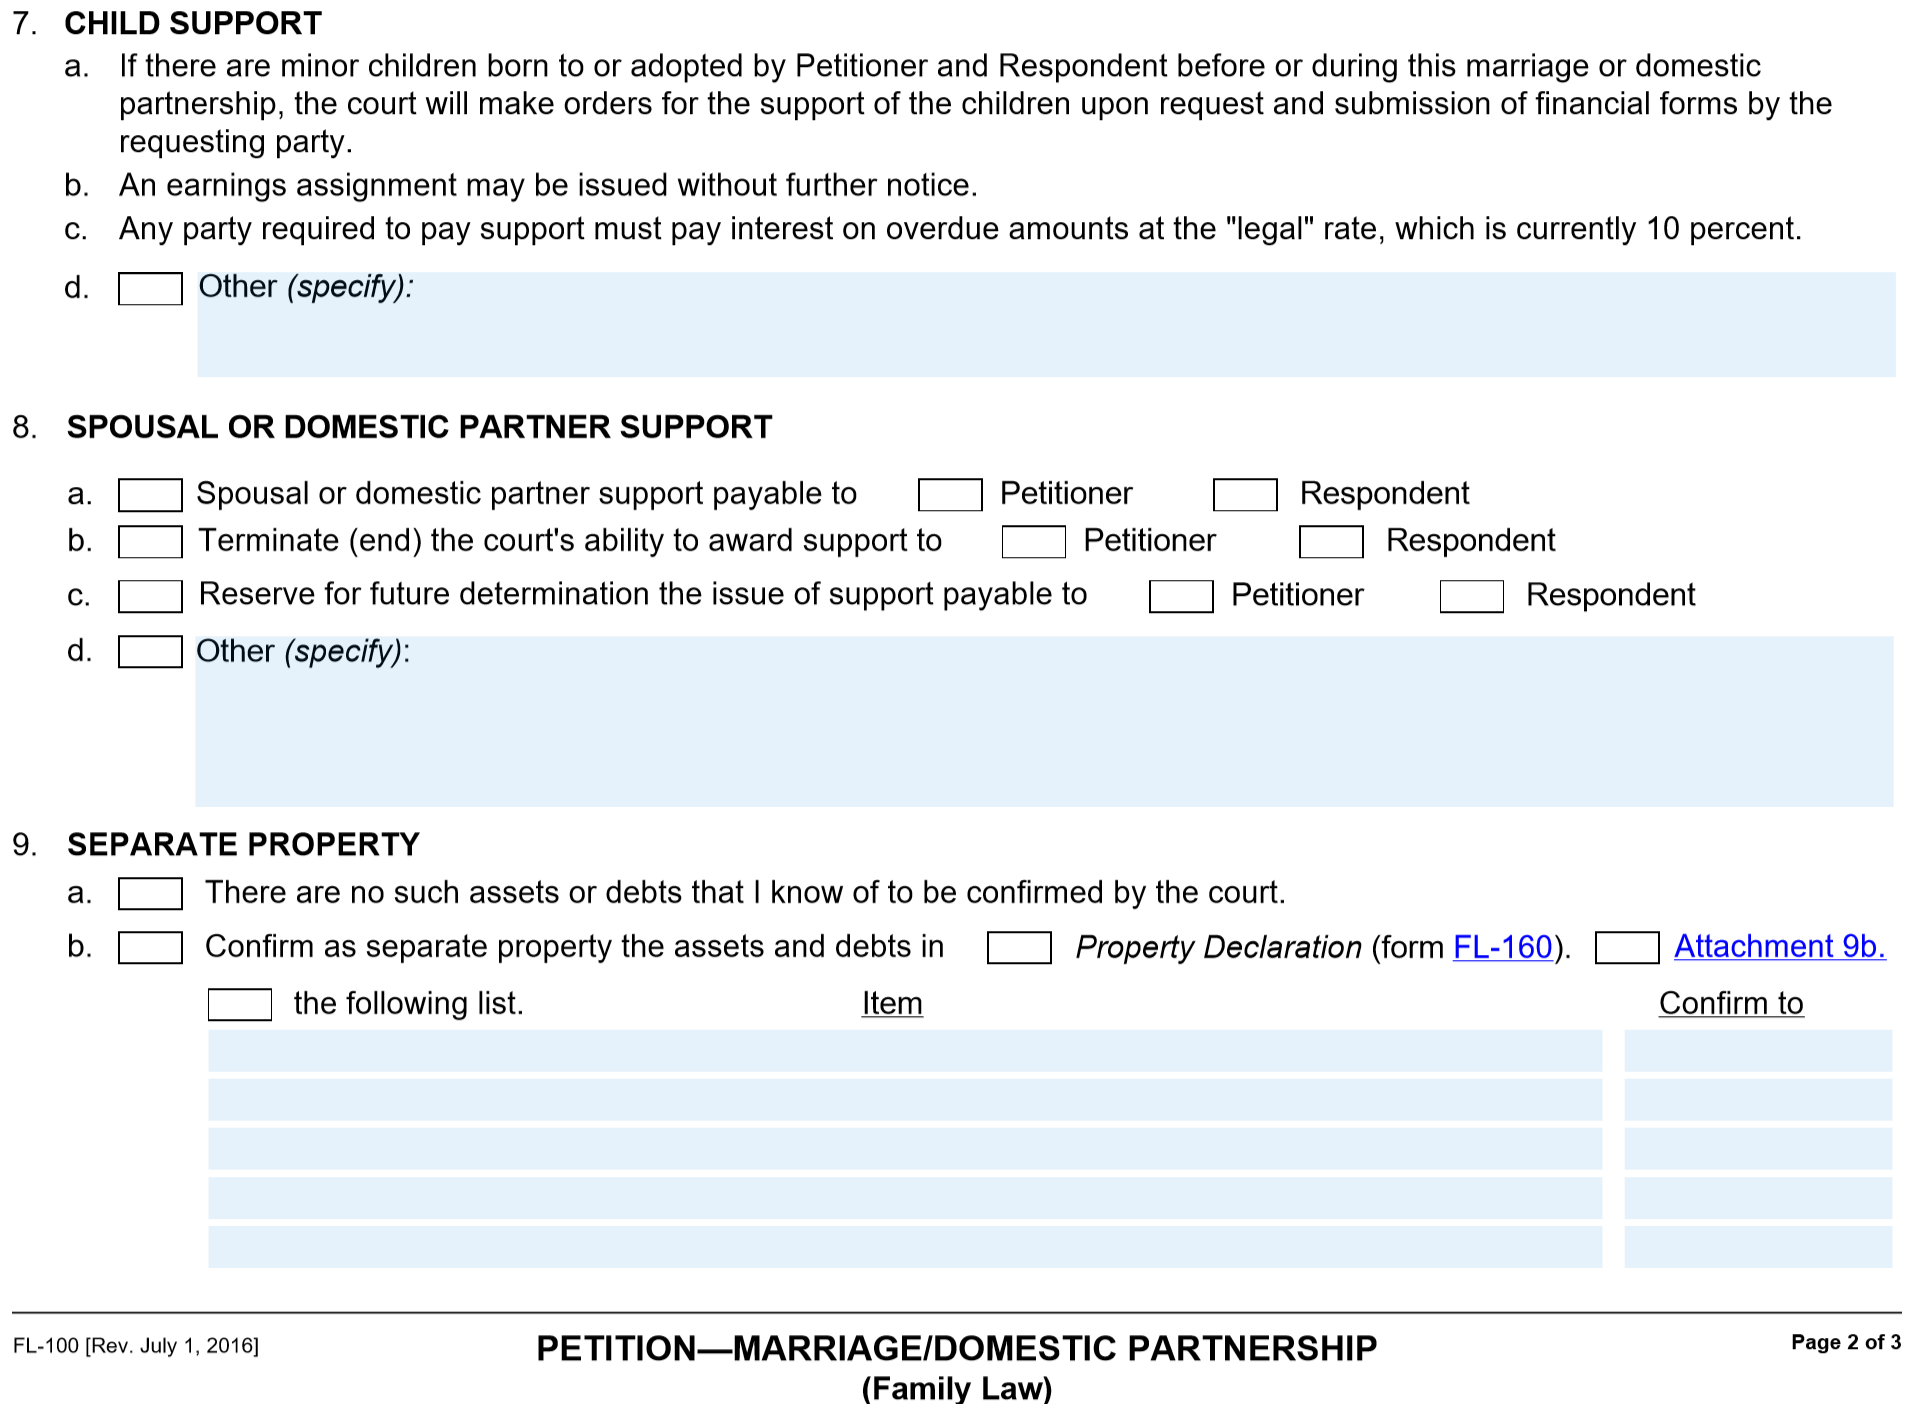 7. CHILD SUPPORT
a. If there are minor children born to or adopted by Petitioner and Respondent before or during this marriage or domestic
partnership, the court will make orders for the support of the children upon request and submission of financial forms by the
requesting party.
b. An earnings assignment may be issued without further notice.
c. Any party required to pay support must pay interest on overdue amounts at the "legal" rate, which is currently 10 percent.
d. Other (specify):
8. SPOUSAL OR DOMESTIC PARTNER SUPPORT
a. Spousal or domestic partner support payable to Petitioner Respondent
b. Terminate (end) the court's ability to award support to Petitioner Respondent
c. Reserve for future determination the issue of support payable to Petitioner Respondent
d. Other (specify):
9. SEPARATE PROPERTY
a. There are no such assets or debts that I know of to be confirmed by the court.
b. Confirm as separate property the assets and debts in Property Declaration (form FL-160). Attachment 9b.
the following list. Item Confirm to
FL-100 [Rev. July 1, 2016] PETITION—MARRIAGE/DOMESTIC PARTNERSHIP Page 2 of 3
(Family Law)